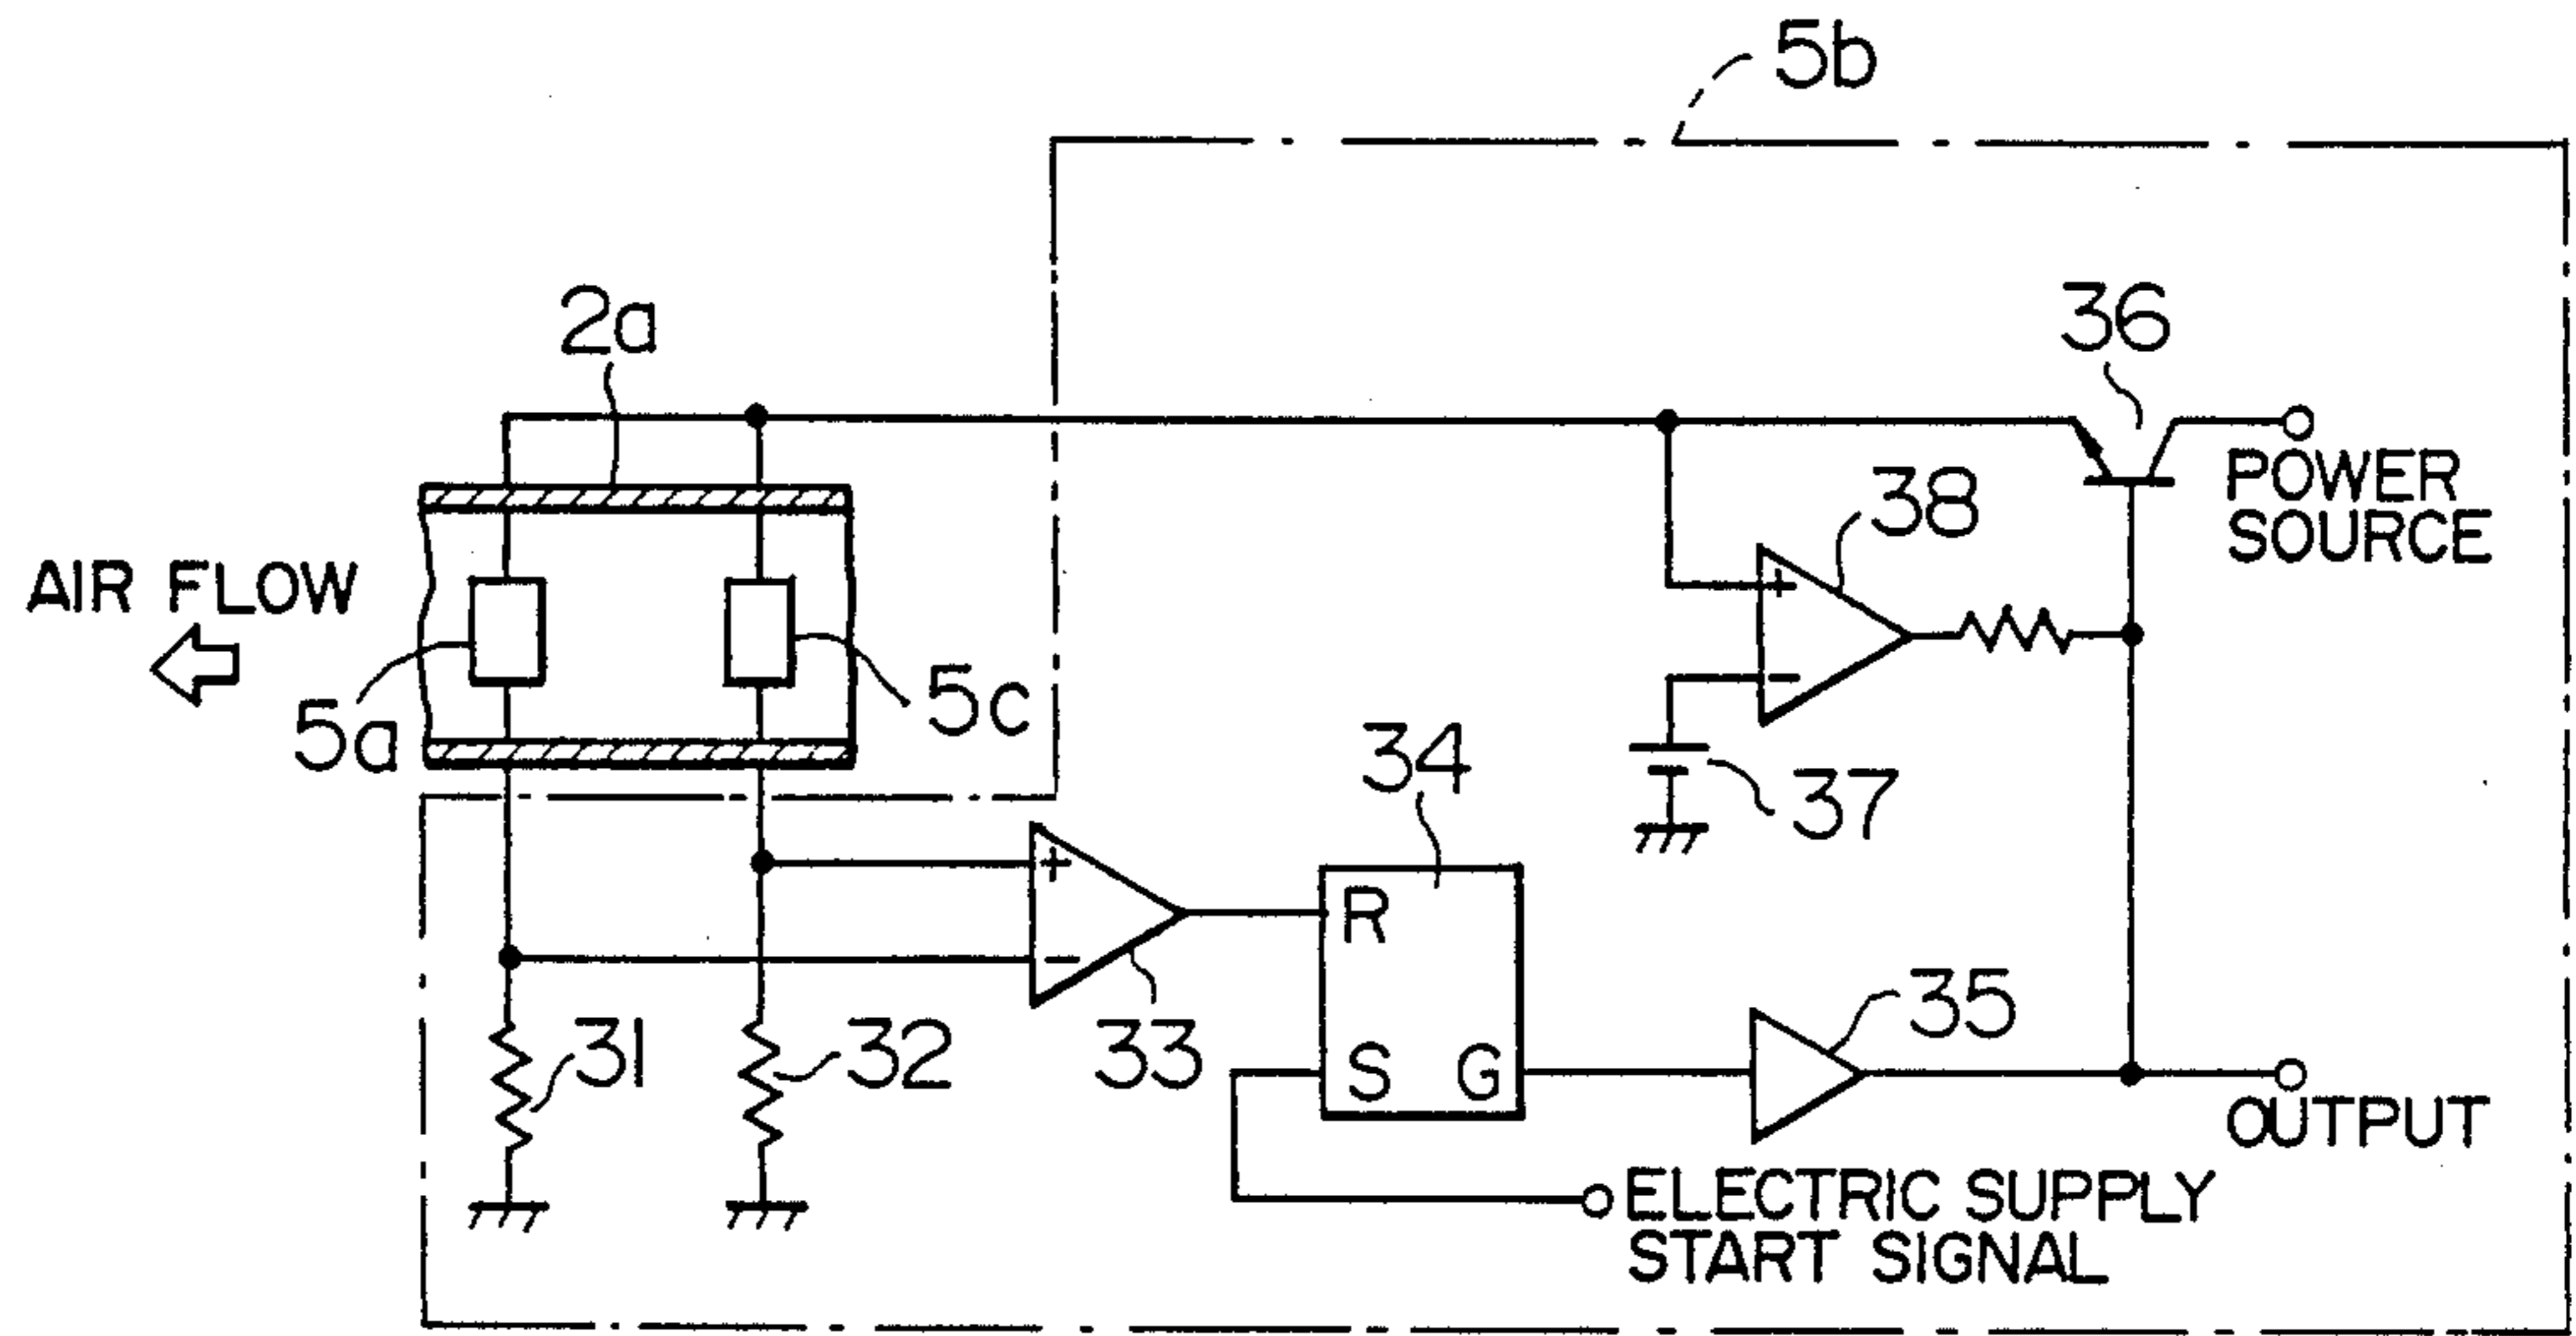 5b
2a
36
POWER
SOURCE
38
+
−
AIR FLOW
5a
5c
37
34
+
−
R
S G
33
31
32
35
OUTPUT
ELECTRIC SUPPLY
START SIGNAL